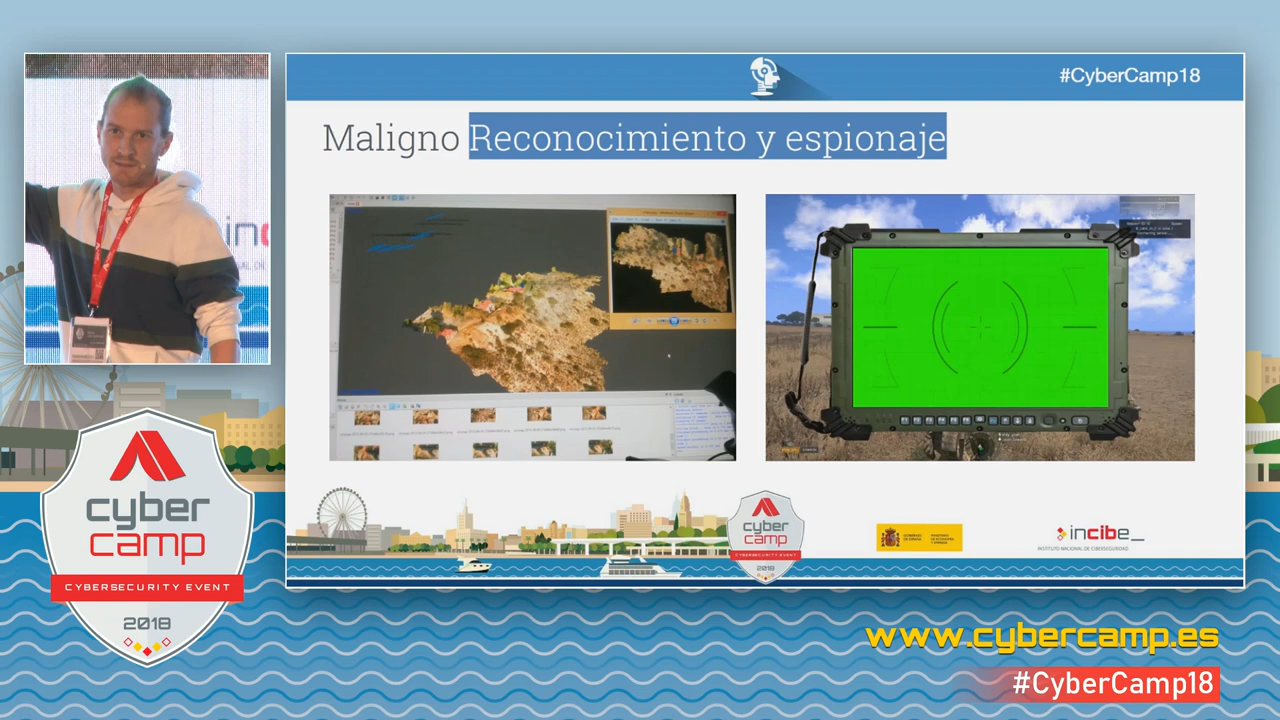 #CyberCamp18
Maligno Reconocimiento y espionaje
cyber
camp
CYBERSECURITY EVENT
2018
cyber
camp
CYBERSECURITY EVENT
2018
incibe_
INSTITUTO NACIONAL DE CIBERSEGURIDAD
www.cybercamp.es
#CyberCamp18